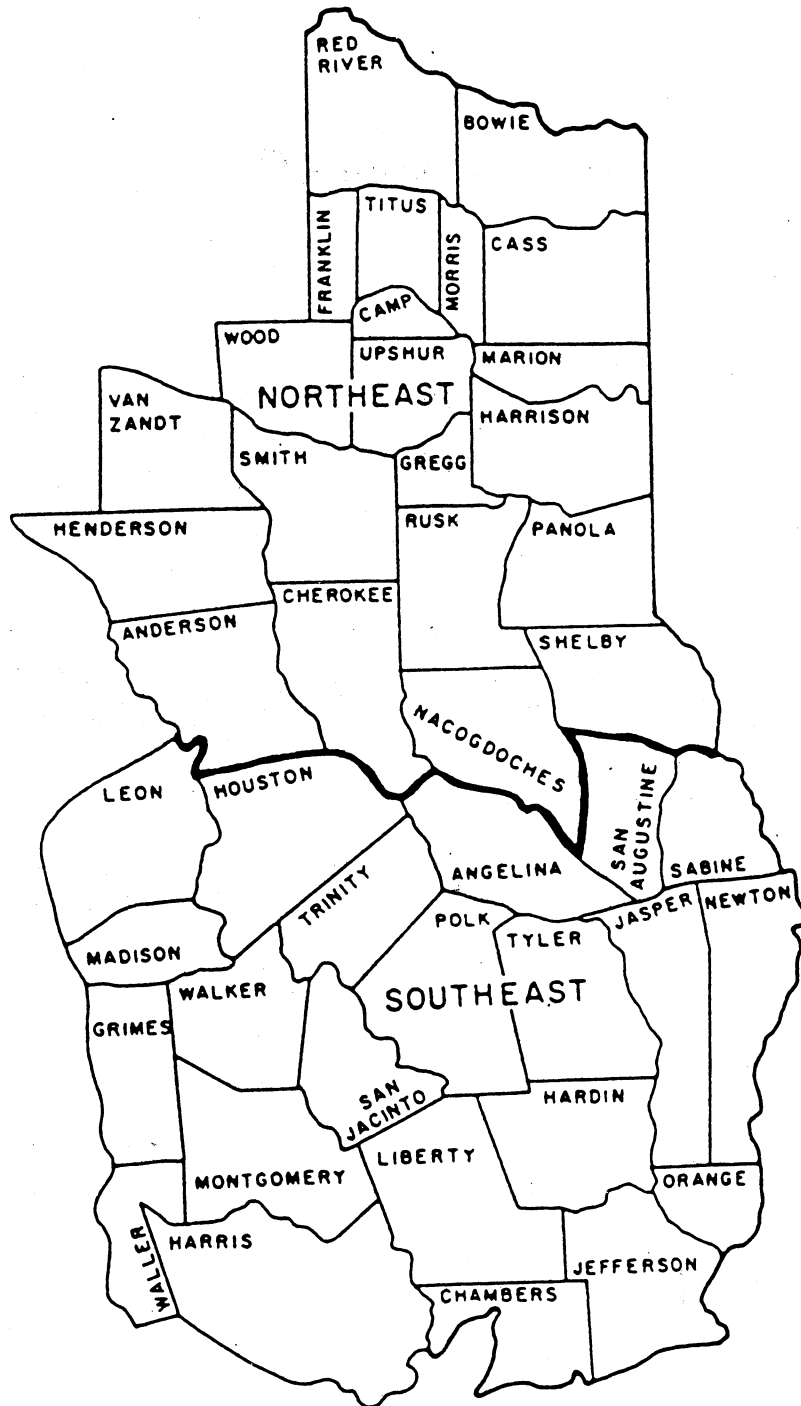 RED
RIVER
BOWIE
FRANKLIN
TITUS
MORRIS
CASS
CAMP
WOOD
UPSHUR
MARION
NORTHEAST
VAN
ZANDT
HARRISON
SMITH
GREGG
HENDERSON
RUSK
PANOLA
CHEROKEE
ANDERSON
SHELBY
NACOGDOCHES
LEON
HOUSTON
SAN
AUGUSTINE
SABINE
ANGELINA
TRINITY
JASPER
NEWTON
POLK
TYLER
MADISON
WALKER
SOUTHEAST
GRIMES
SAN
JACINTO
HARDIN
LIBERTY
MONTGOMERY
ORANGE
WALLER
HARRIS
JEFFERSON
CHAMBERS